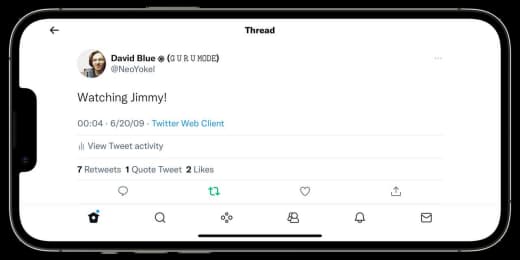 Thread
David Blue ⍟ (G U R U MODE)
@NeoYokel
Watching Jimmy!
00:04 · 6/20/09 · Twitter Web Client
View Tweet activity
7 Retweets 1 Quote Tweet 2 Likes